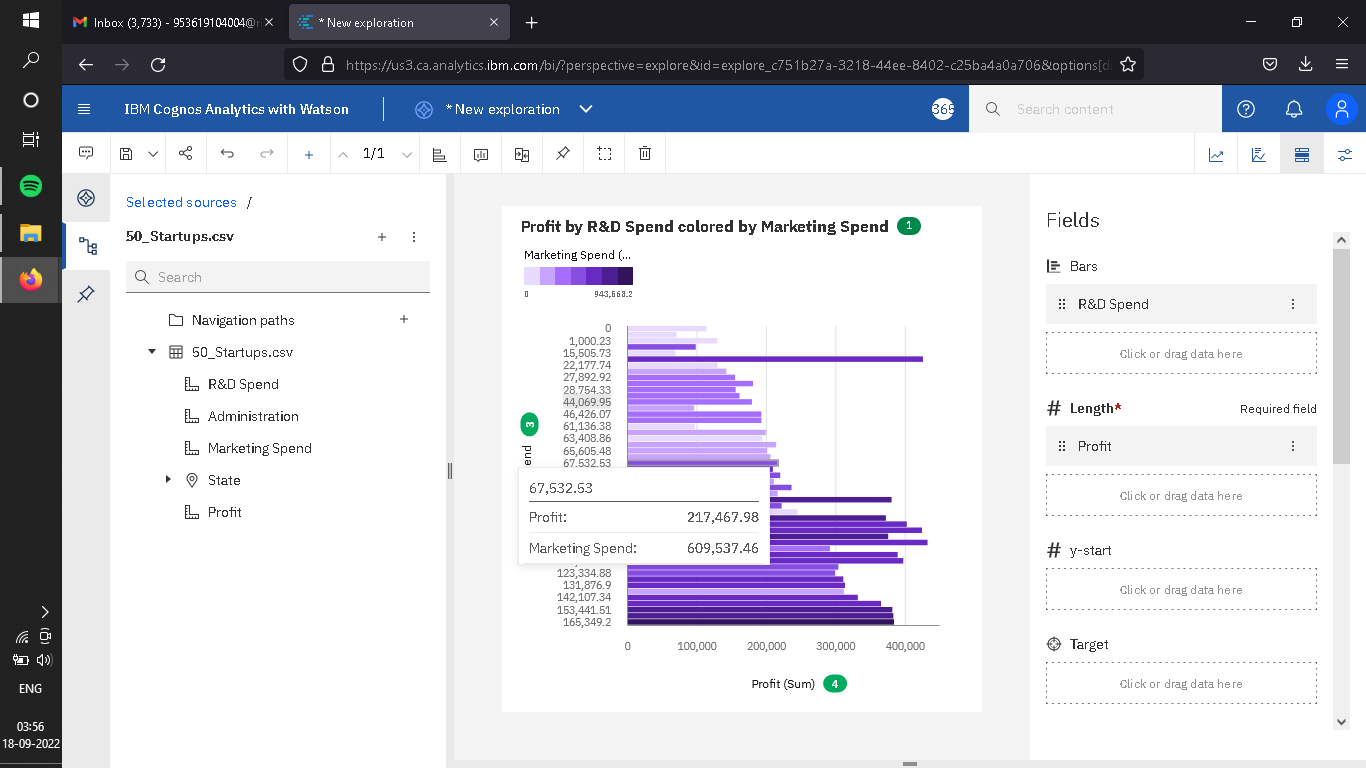 Inbox (3,733) - 953619104004@r
* New exploration
https://us3.ca.analytics.ibm.com/bi/?perspective=explore&id=explore_c751b27a-3218-44ee-8402-c25ba4a0a706&options[d
IBM Cognos Analytics with Watson
* New exploration
365
Search content
1/1
Selected sources /
50_Startups.csv
Search
Navigation paths
50_Startups.csv
R&D Spend
Administration
Marketing Spend
State
Profit
Profit by R&D Spend colored by Marketing Spend 1
Marketing Spend (...
0 943,668.2
0
1,000.23
15,505.73
22,177.74
27,892.92
28,754.33
44,069.95
46,426.07
61,136.38
63,408.86
65,605.48
67,532.53
3
end
67,532.53
Profit: 217,467.98
Marketing Spend: 609,537.46
123,334.88
131,876.9
142,107.34
153,441.51
165,349.2
0 100,000 200,000 300,000 400,000
Profit (Sum) 4
Fields
Bars
R&D Spend
Click or drag data here
Length* Required field
Profit
Click or drag data here
y-start
Click or drag data here
Target
Click or drag data here
ENG
03:56
18-09-2022